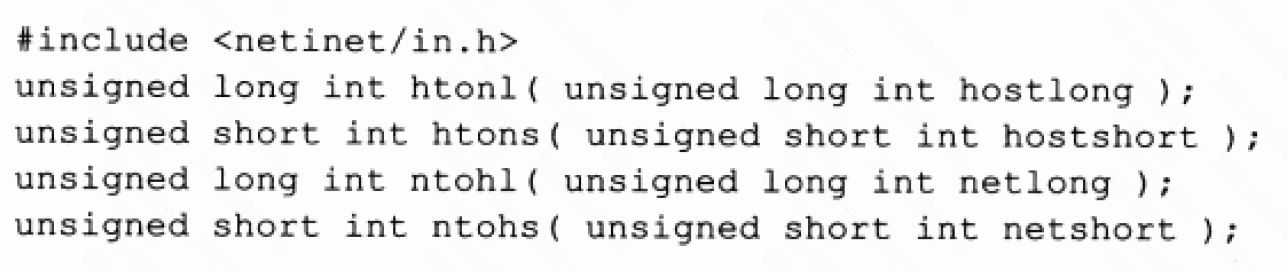 #include <netinet/in.h>
unsigned long int htonl( unsigned long int hostlong );
unsigned short int htons( unsigned short int hostshort );
unsigned long int ntohl( unsigned long int netlong );
unsigned short int ntohs( unsigned short int netshort );